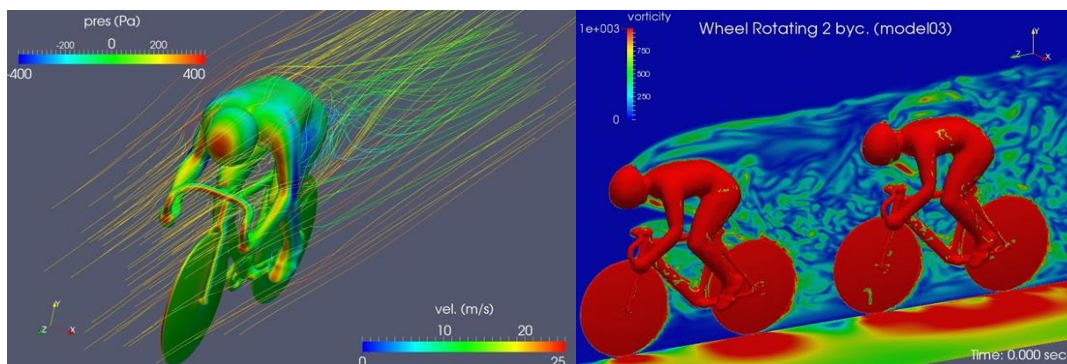 pres (Pa)
-200 0 200
-400 400
vel. (m/s)
10 20
0 25
Y
Z X
vorticity
1e+003
750
500
250
0
Wheel Rotating 2 byc. (model03)
Y
Z X
Time: 0.000 sec